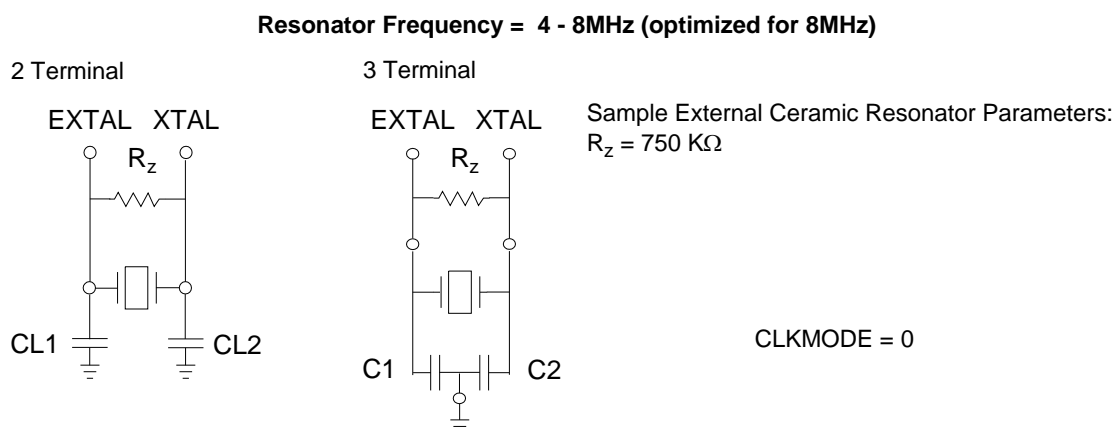 Resonator Frequency = 4 - 8MHz (optimized for 8MHz)
2 Terminal
3 Terminal
EXTAL XTAL
Rz
CL1
CL2
EXTAL XTAL
Rz
C1
C2
Sample External Ceramic Resonator Parameters:
Rz = 750 KΩ
CLKMODE = 0